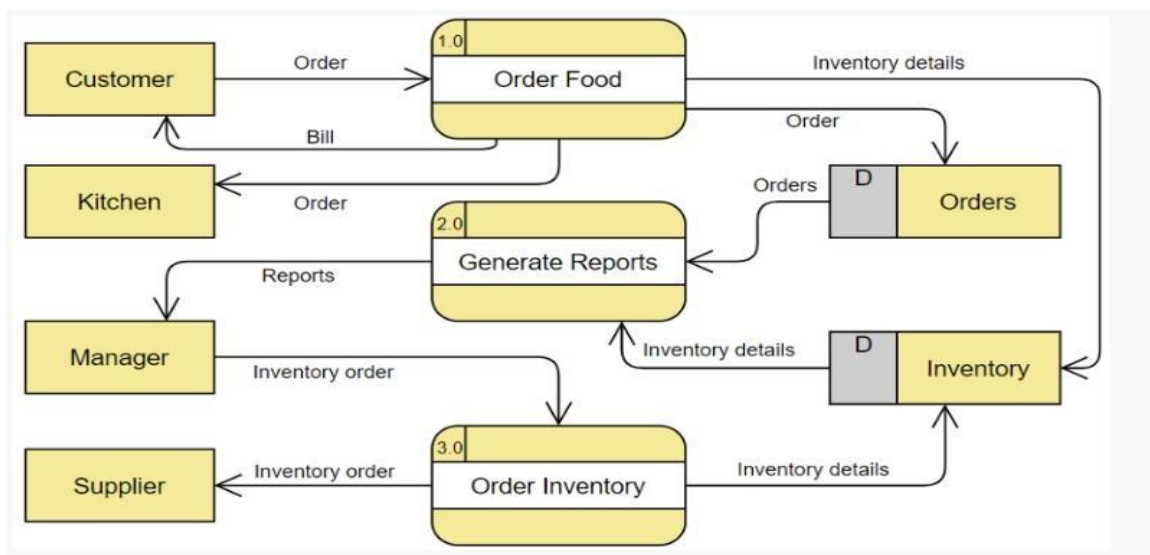 1.0
Customer
Order
Order Food
Inventory details
Order
Bill
Kitchen
Order
D
Orders
Orders
2.0
Generate Reports
Reports
Manager
Inventory order
Inventory details
D
Inventory
3.0
Supplier
Inventory order
Order Inventory
Inventory details